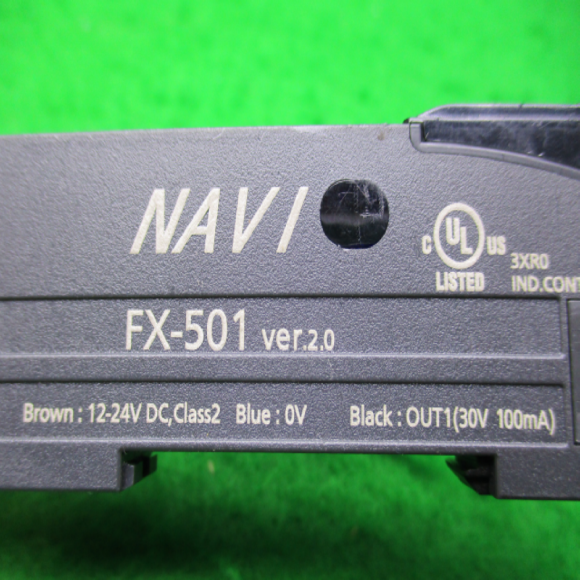 NAVI
C UL US
LISTED
3XR0
IND.CONT
FX-501 ver.2.0
Brown : 12-24V DC,Class2 Blue : 0V Black : OUT1(30V 100mA)